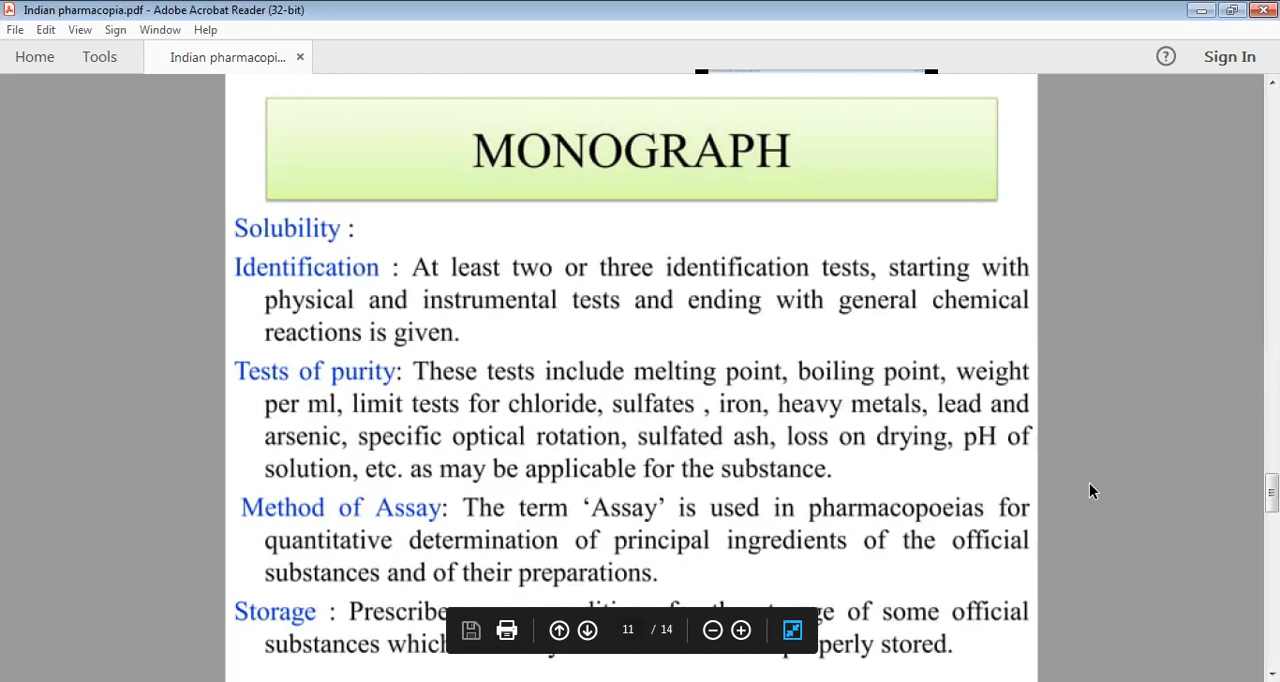 Indian pharmacopia.pdf - Adobe Acrobat Reader (32-bit)
File Edit View Sign Window Help
Home Tools Indian pharmacopi... × ? Sign In
MONOGRAPH
Solubility :
Identification : At least two or three identification tests, starting with
physical and instrumental tests and ending with general chemical
reactions is given.
Tests of purity: These tests include melting point, boiling point, weight
per ml, limit tests for chloride, sulfates , iron, heavy metals, lead and
arsenic, specific optical rotation, sulfated ash, loss on drying, pH of
solution, etc. as may be applicable for the substance.
Method of Assay: The term ‘Assay’ is used in pharmacopoeias for
quantitative determination of principal ingredients of the official
substances and of their preparations.
Storage : of some official
substances stored.
11 / 14